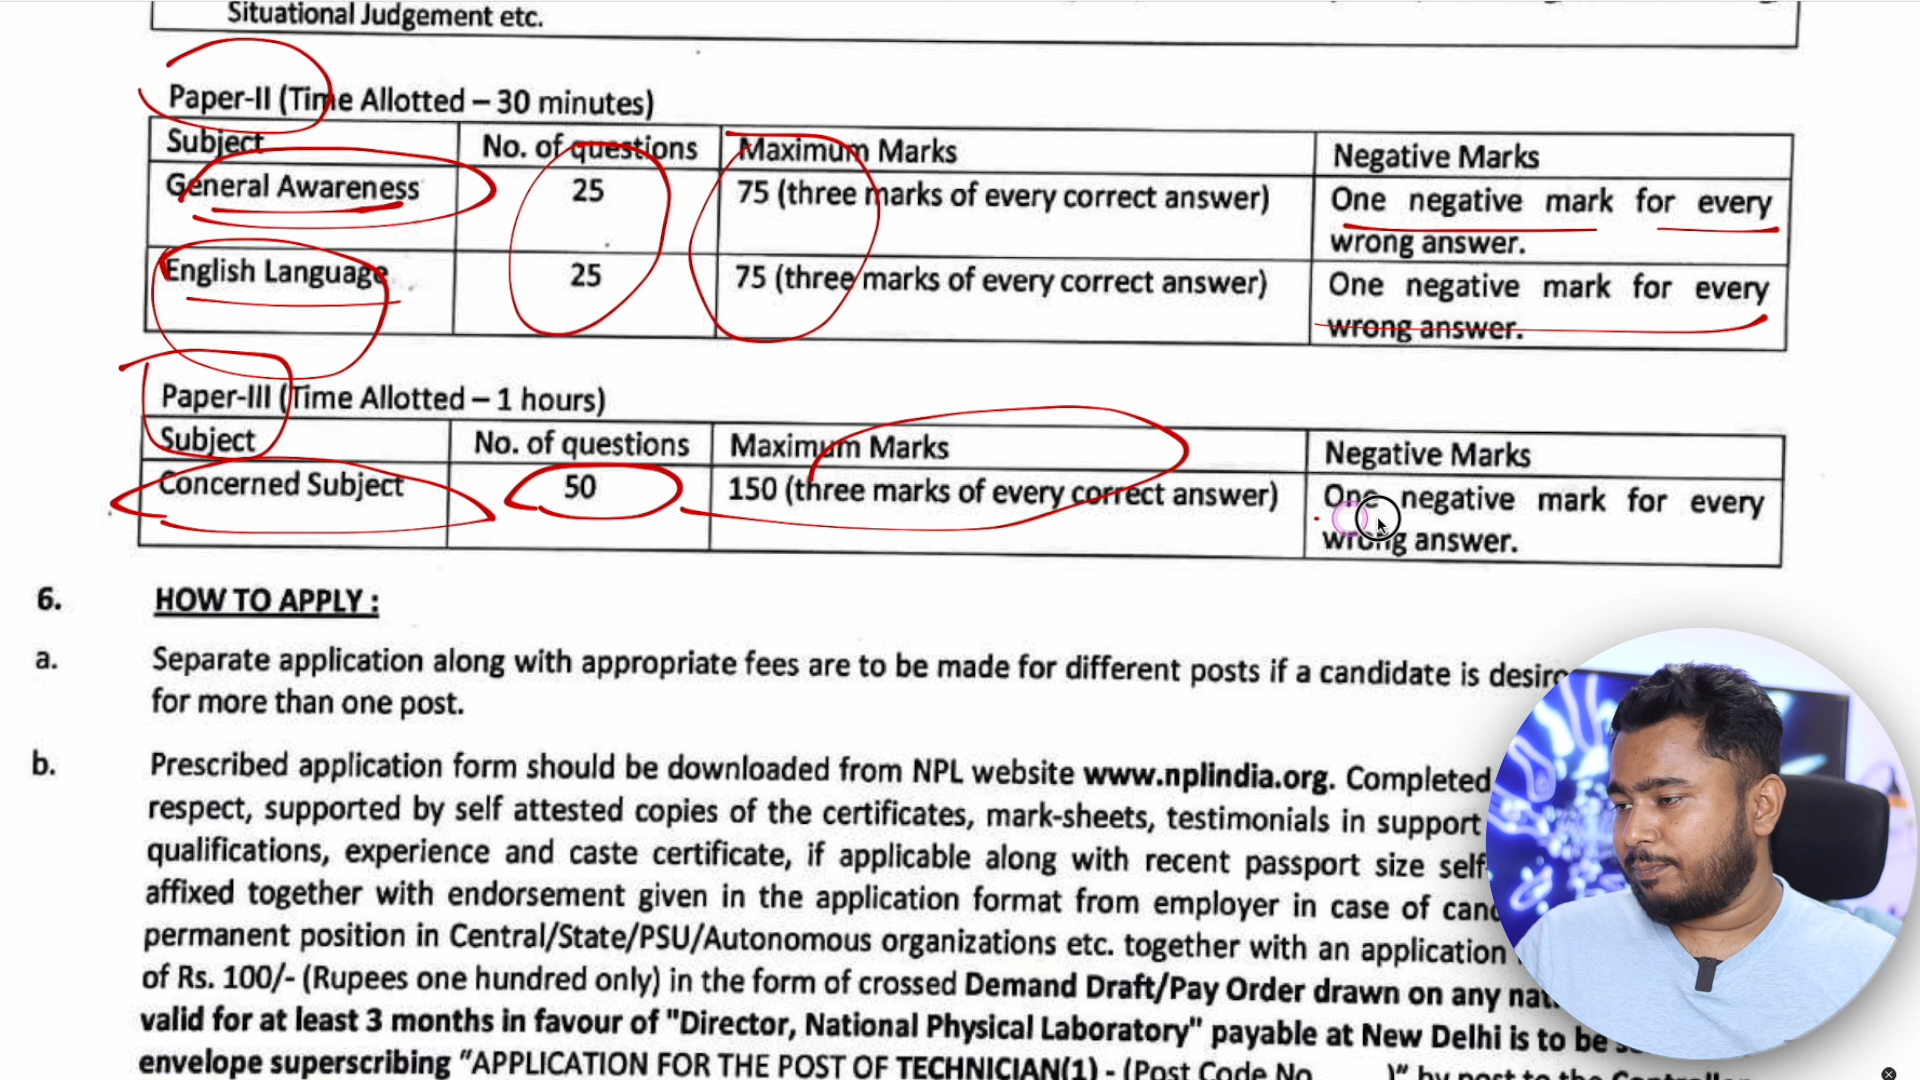 Situational Judgement etc.
Paper-II (Time Allotted – 30 minutes)
Subject No. of questions Maximum Marks Negative Marks
General Awareness 25 75 (three marks of every correct answer) One negative mark for every
wrong answer.
English Language 25 75 (three marks of every correct answer) One negative mark for every
wrong answer.
Paper-III (Time Allotted – 1 hours)
Subject No. of questions Maximum Marks Negative Marks
Concerned Subject 50 150 (three marks of every correct answer) One negative mark for every
wrong answer.
6. HOW TO APPLY :
a. Separate application along with appropriate fees are to be made for different posts if a candidate is
for more than one post.
b. Prescribed application form should be downloaded from NPL website www.nplindia.org. Completed
respect, supported by self attested copies of the certificates, mark-sheets, testimonials in support
qualifications, experience and caste certificate, if applicable along with recent passport size self
affixed together with endorsement given in the application format from employer in case of
permanent position in Central/State/PSU/Autonomous organizations etc. together with an application
of Rs. 100/- (Rupees one hundred only) in the form of crossed Demand Draft/Pay Order drawn on any
valid for at least 3 months in favour of "Director, National Physical Laboratory" payable at New Delhi is to be
envelope superscribing "APPLICATION FOR THE POST OF TECHNICIAN(1) - (Post Code No. )" by post to the